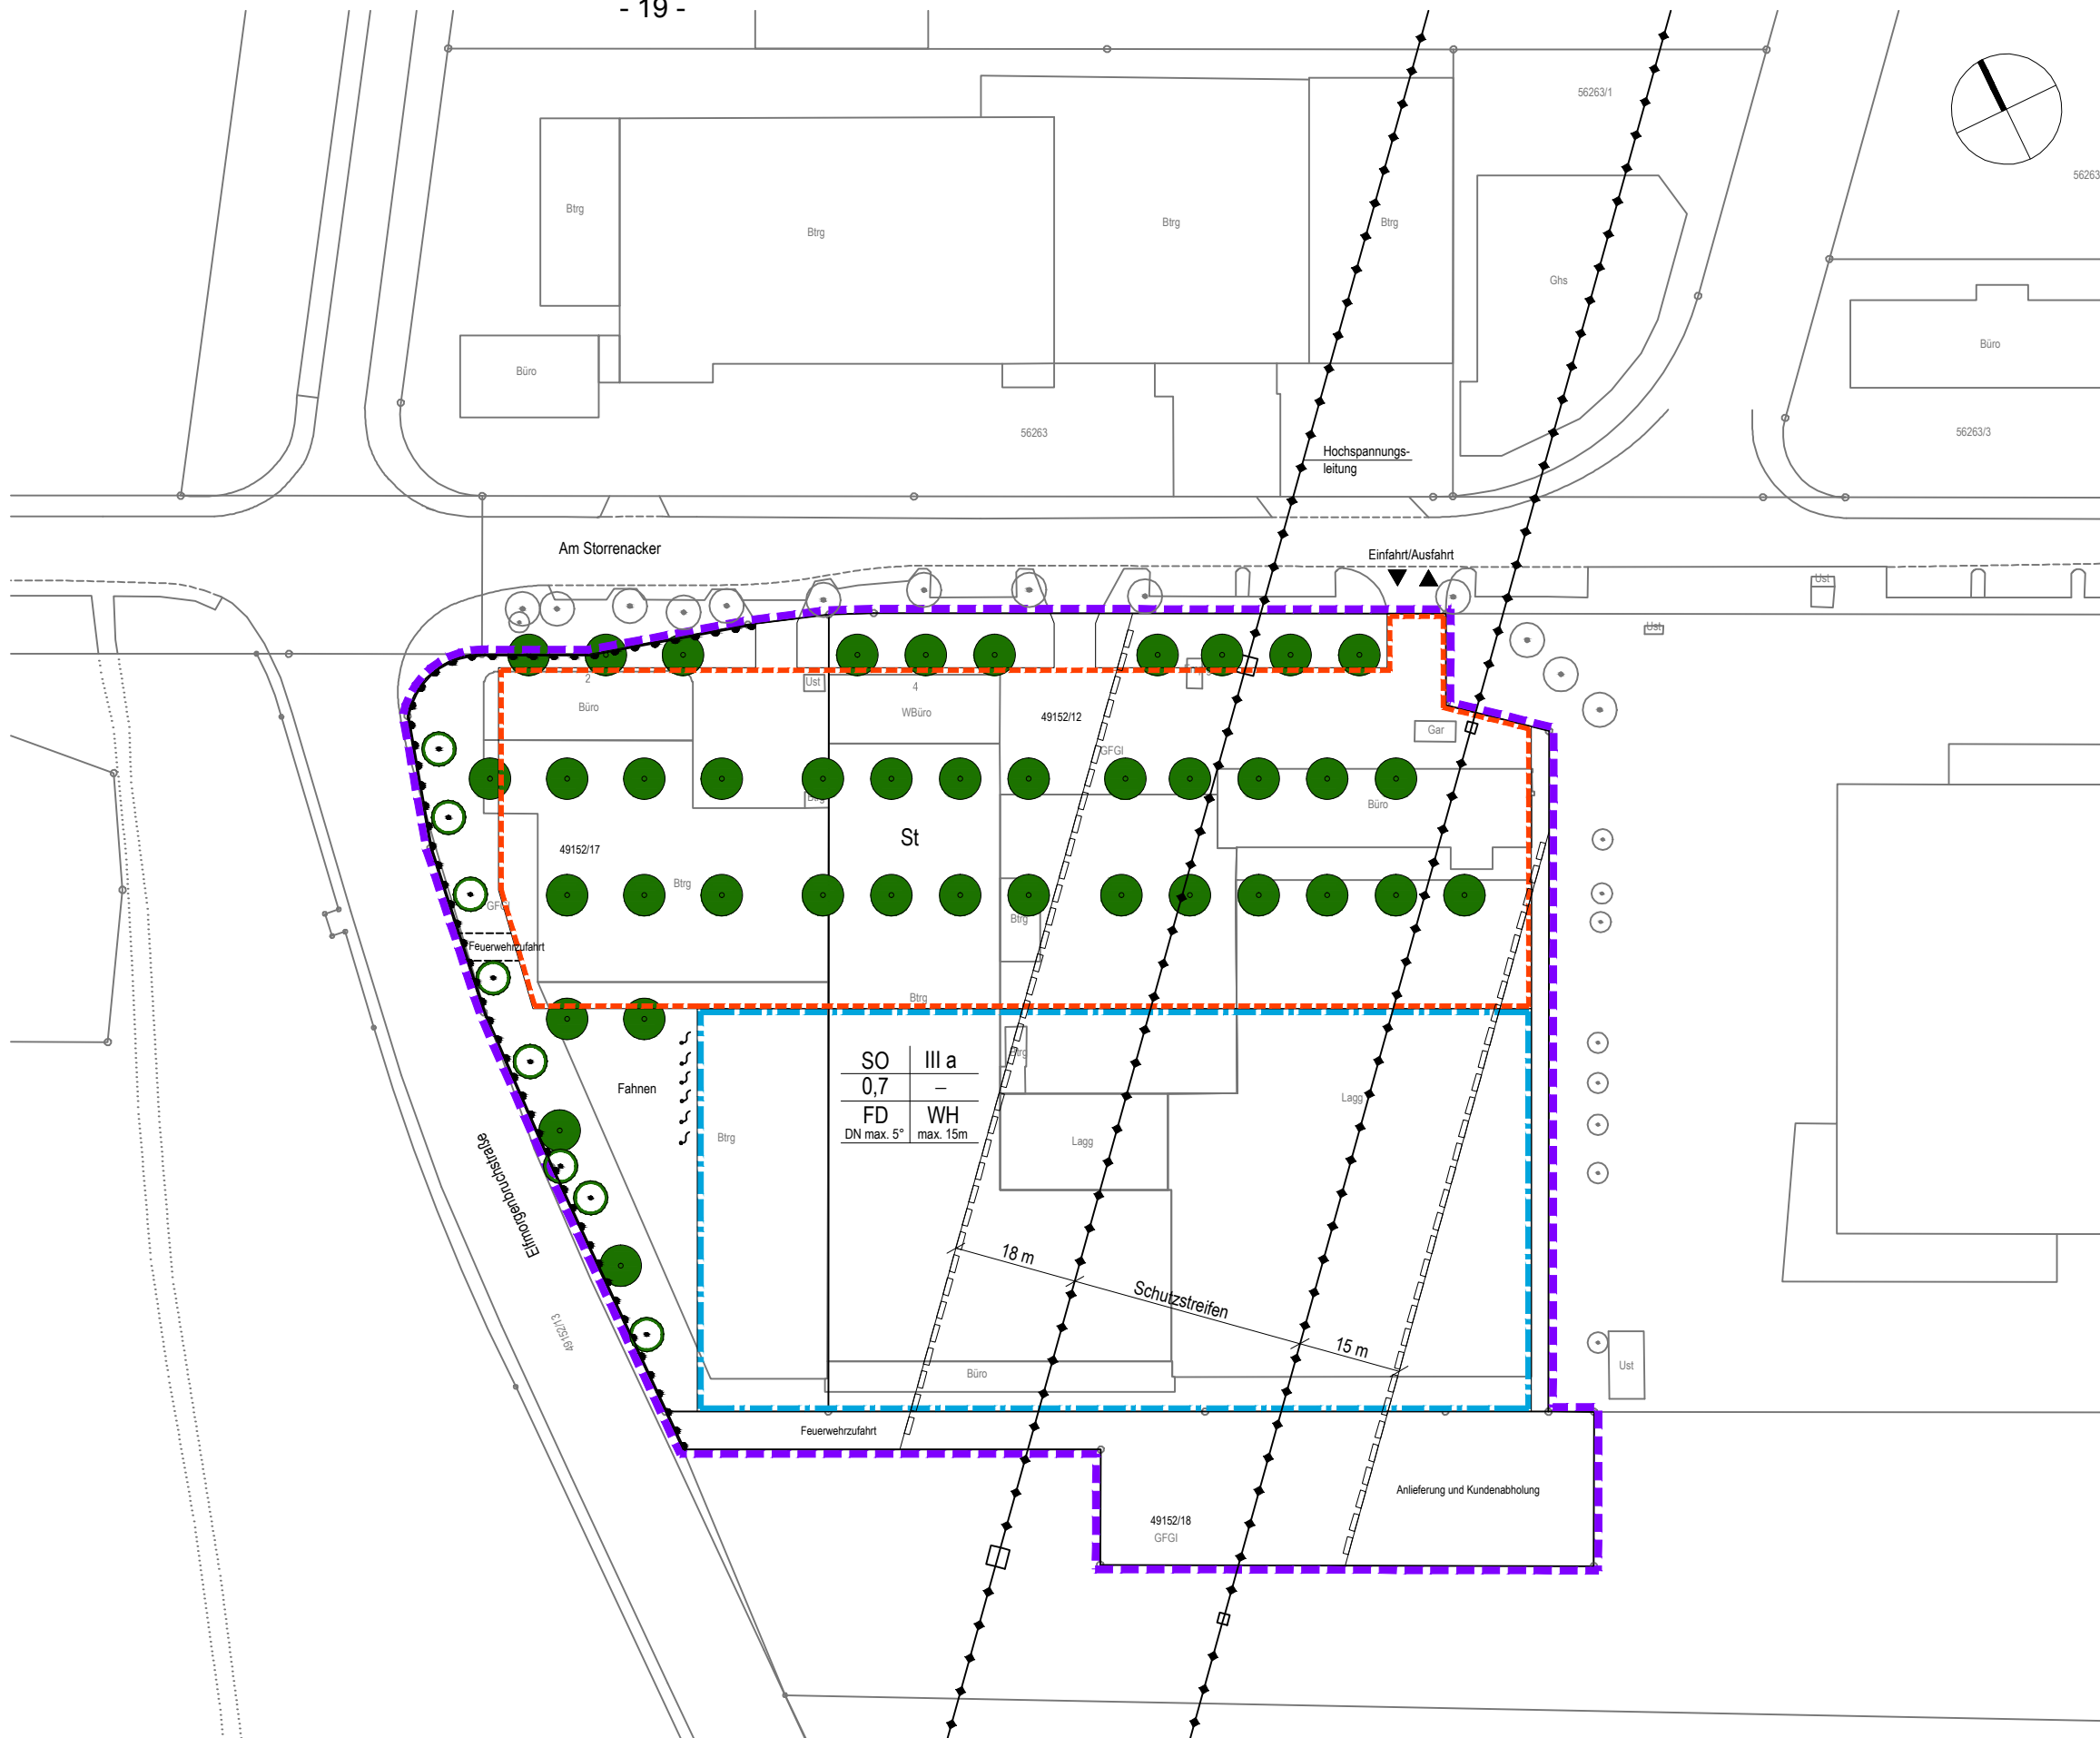 - 19 -
56263/1
56263
Btrg
Btrg
Btrg
Btrg
Ghs
Büro
Büro
56263
56263/3
Hochspannungs-
leitung
Am Storrenacker
Einfahrt/Ausfahrt
Ust
Ust
2
Ust
4
Büro
WBüro
49152/12
Gar
GFGI
Btrg
Büro
St
49152/17
Btrg
GFGI
Btrg
Feuerwehrzufahrt
Btrg
SO
III a
Btrg
0,7
–
Fahnen
Lagg
FD
WH
DN max. 5°
max. 15m
Btrg
Lagg
Elfmorgenbruchstraße
18 m
Schutzstreifen
49152/13
15 m
Büro
Ust
Feuerwehrzufahrt
Anlieferung und Kundenabholung
49152/18
GFGI